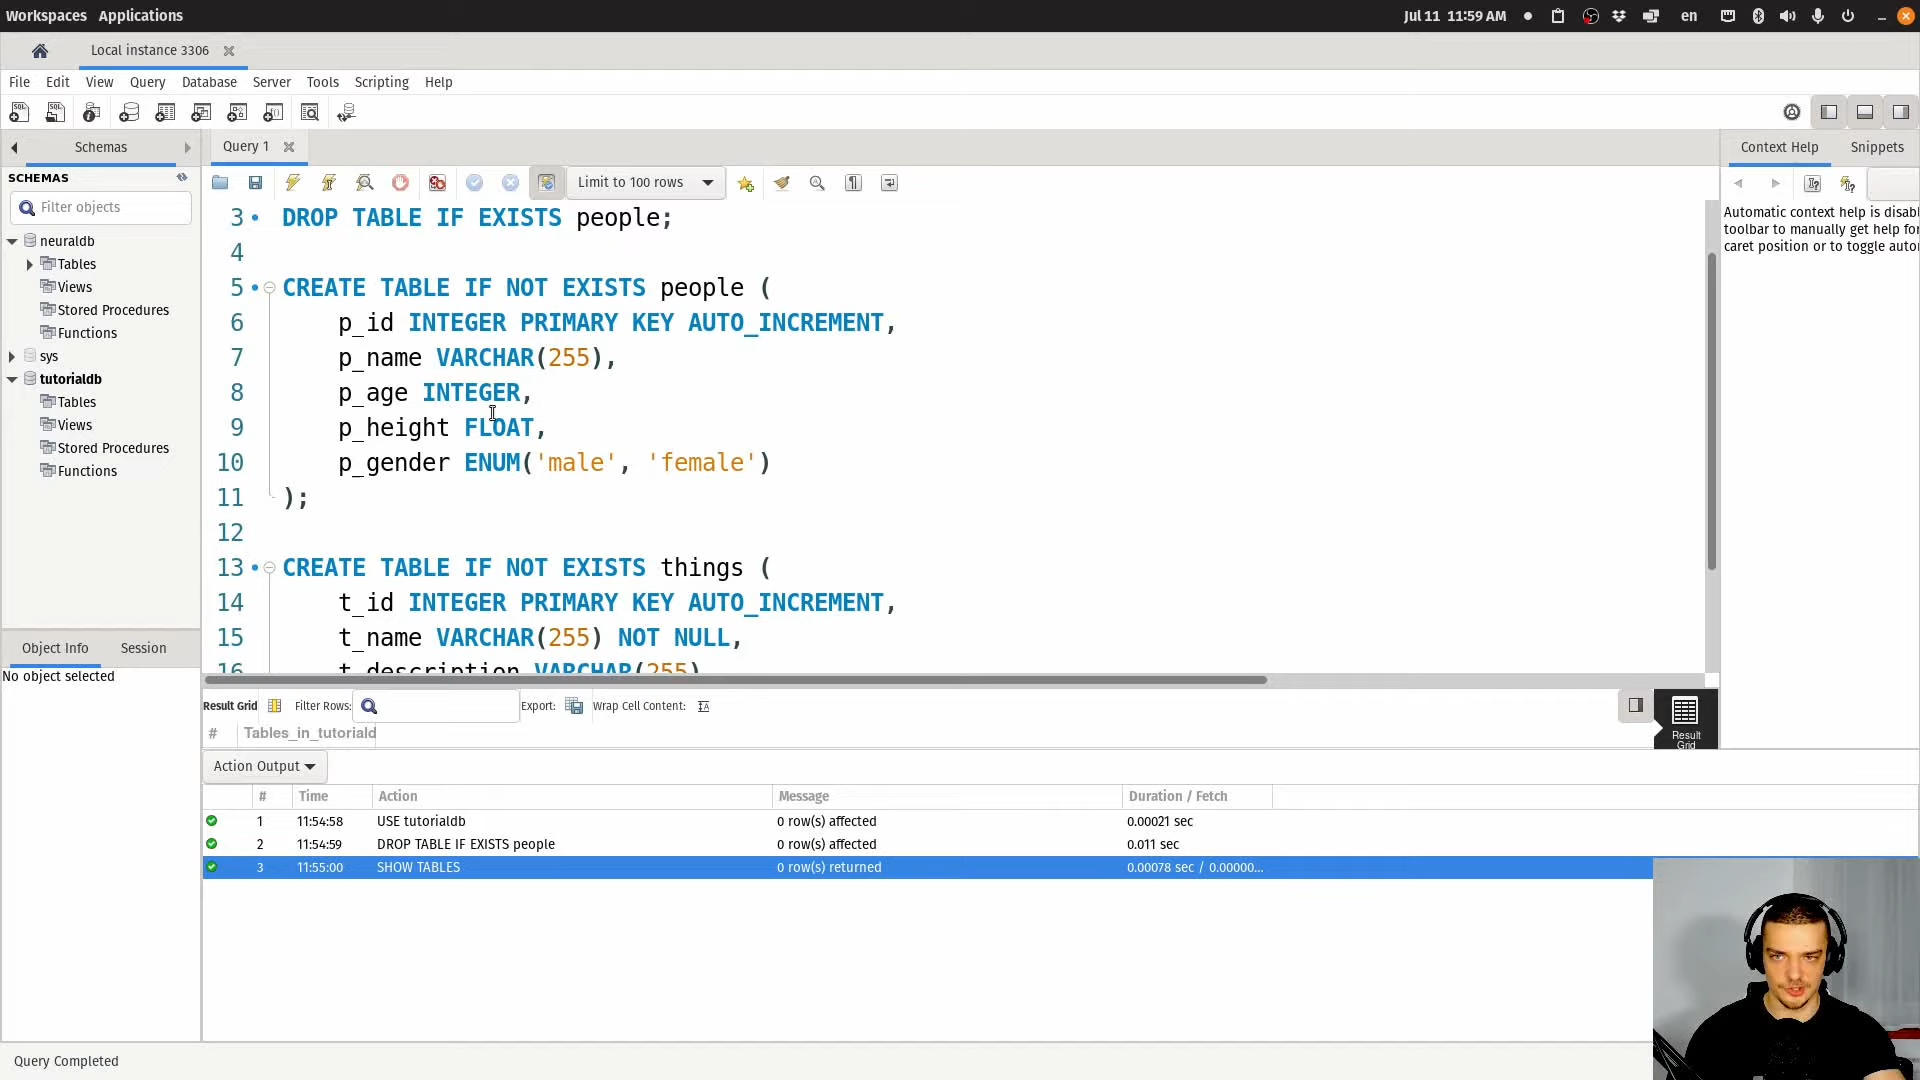 Workspaces Applications Jul 11 11:59 AM en
Local instance 3306
File Edit View Query Database Server Tools Scripting Help
Schemas Query 1 Context Help Snippets
SCHEMAS Limit to 100 rows
Filter objects
Automatic context help is disabl
toolbar to manually get help for
caret position or to toggle auto
neuraldb
Tables
Views
Stored Procedures
Functions
sys
tutorialdb
Tables
Views
Stored Procedures
Functions
3 DROP TABLE IF EXISTS people;
4
5 CREATE TABLE IF NOT EXISTS people (
6 p_id INTEGER PRIMARY KEY AUTO_INCREMENT,
7 p_name VARCHAR(255),
8 p_age INTEGER,
9 p_height FLOAT,
10 p_gender ENUM('male', 'female')
11 );
12
13 CREATE TABLE IF NOT EXISTS things (
14 t_id INTEGER PRIMARY KEY AUTO_INCREMENT,
15 t_name VARCHAR(255) NOT NULL,
16 t_description VARCHAR(255)
Object Info Session
No object selected
Result Grid Filter Rows: Export: Wrap Cell Content:
# Tables_in_tutoriald
Result
Grid
Action Output
# Time Action Message Duration / Fetch
1 11:54:58 USE tutorialdb 0 row(s) affected 0.00021 sec
2 11:54:59 DROP TABLE IF EXISTS people 0 row(s) affected 0.011 sec
3 11:55:00 SHOW TABLES 0 row(s) returned 0.00078 sec / 0.00000...
Query Completed